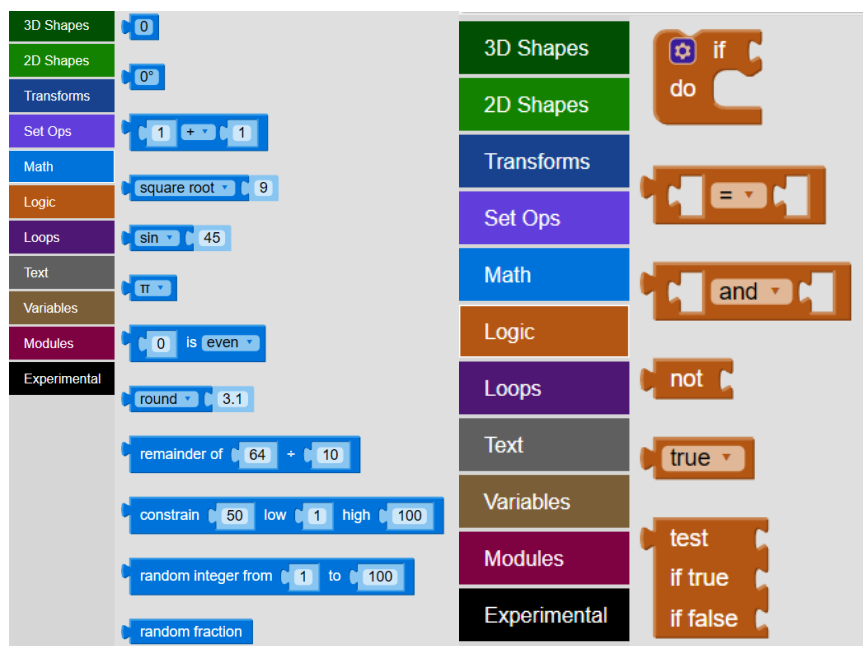 3D Shapes
2D Shapes
Transforms
Set Ops
Math
Logic
Loops
Text
Variables
Modules
Experimental
0
0°
1 + 1
square root 9
sin 45
π
0 is even
round 3.1
remainder of 64 ÷ 10
constrain 50 low 1 high 100
random integer from 1 to 100
random fraction
3D Shapes
2D Shapes
Transforms
Set Ops
Math
Logic
Loops
Text
Variables
Modules
Experimental
if
do
=
and
not
true
test
if true
if false